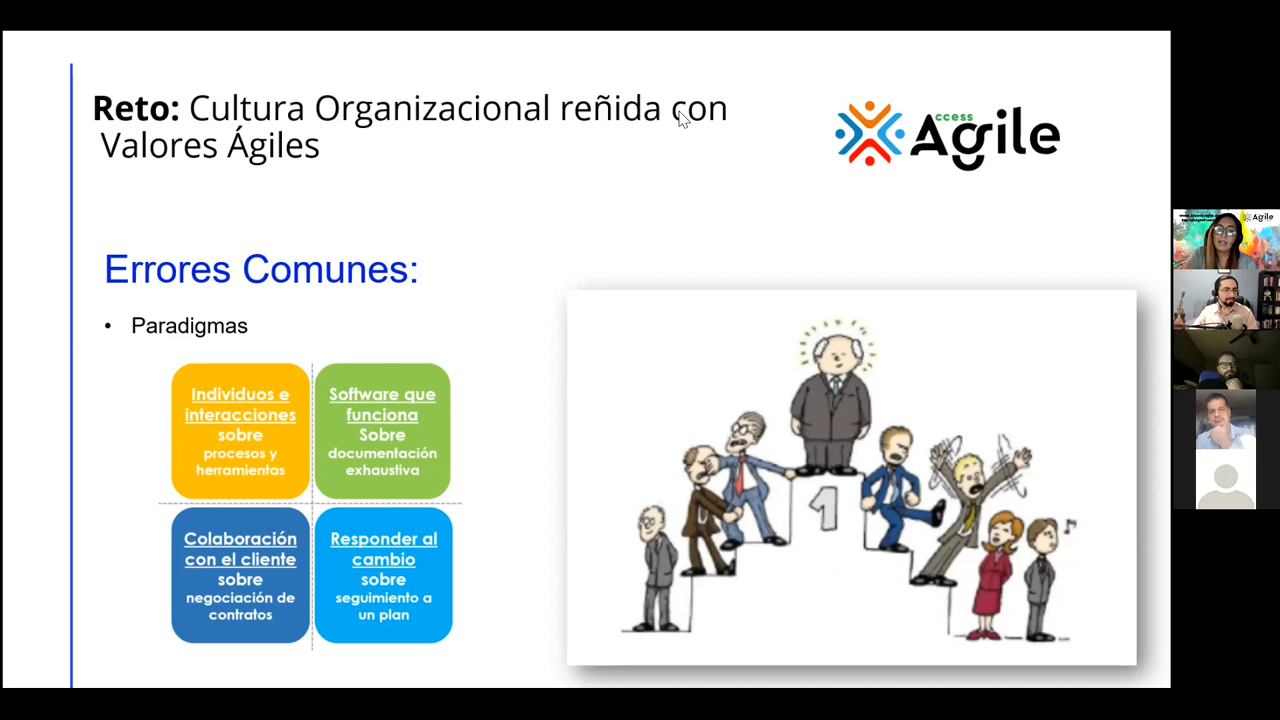 Reto: Cultura Organizacional reñida con
Valores Ágiles
ccess
Agile
Errores Comunes:
• Paradigmas
Individuos e
interacciones
sobre
procesos y
herramientas
Software que
funciona
Sobre
documentación
exhaustiva
Colaboración
con el cliente
sobre
negociación de
contratos
Responder al
cambio
sobre
seguimiento a
un plan
1
Agile